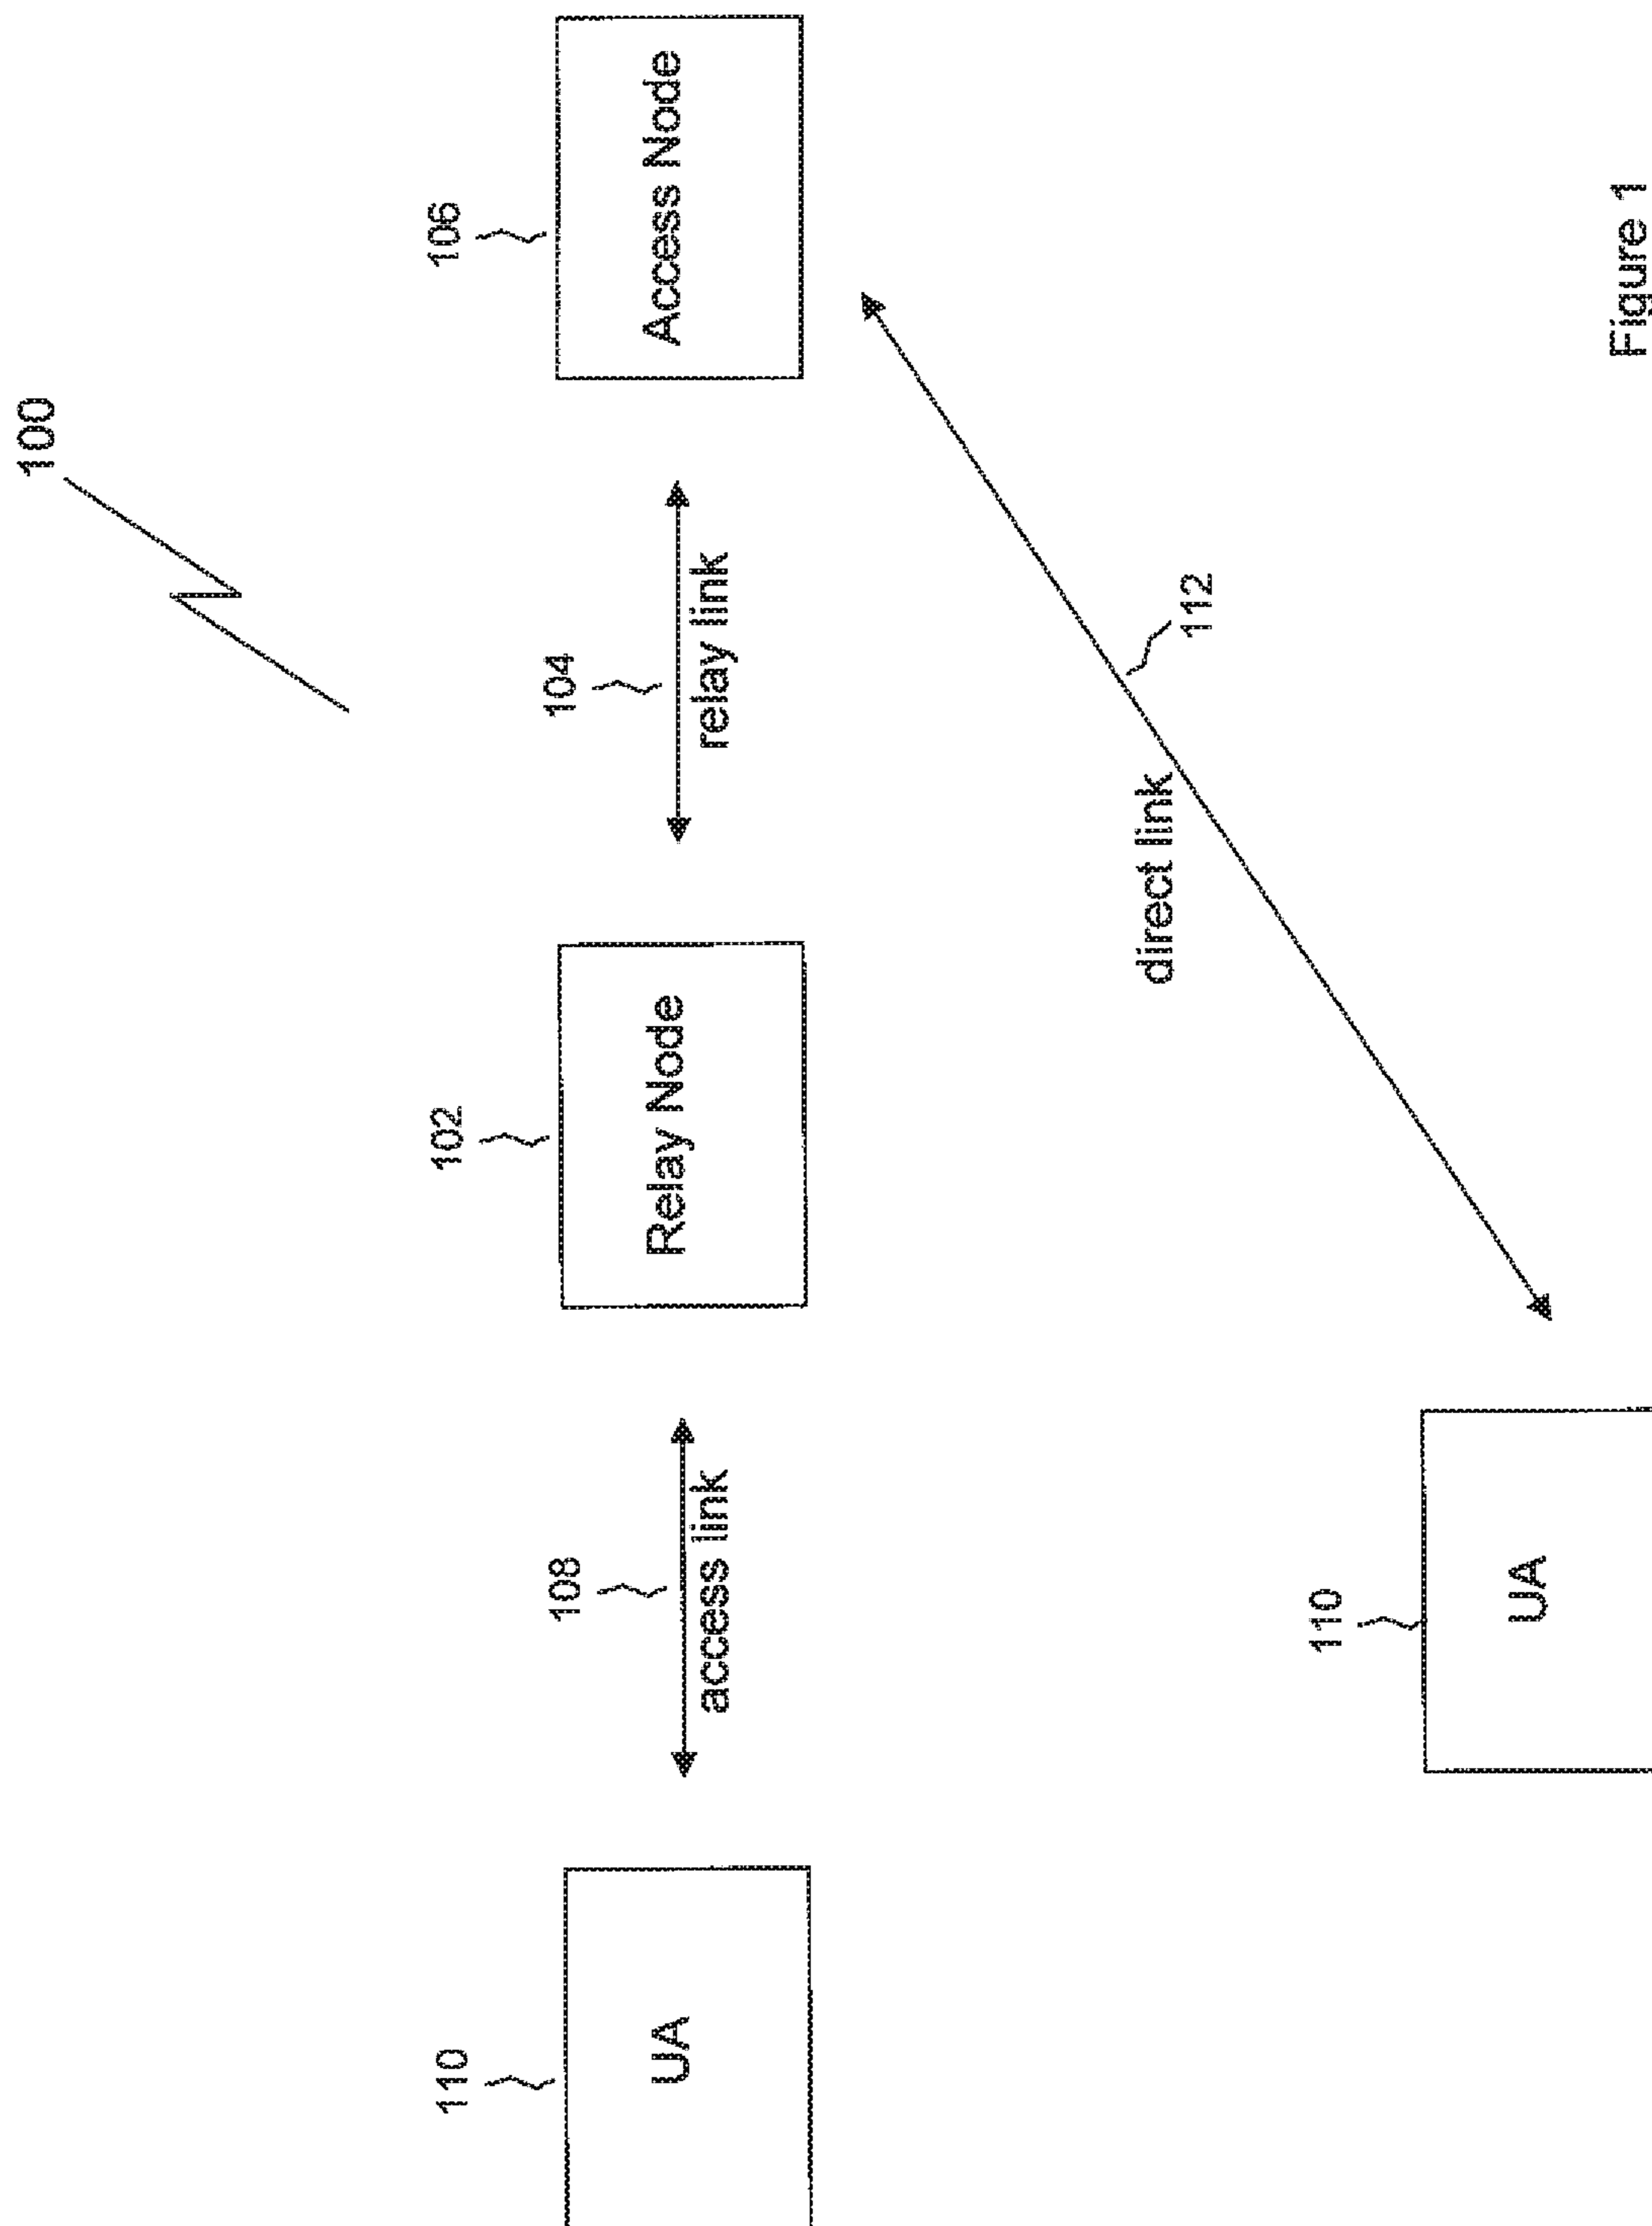 100
110
UA
108
access link
102
Relay Node
104
relay link
106
Access Node
110
UA
direct link
112
Figure 1